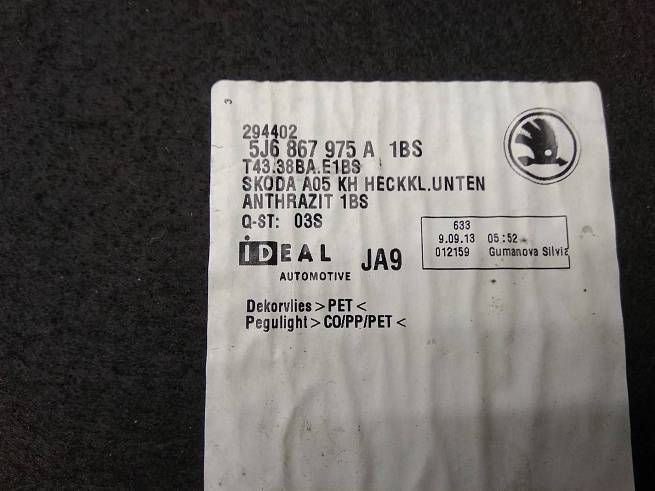 3
294402
5J6 867 975 A 1BS
T43.38BA.E1BS
SKODA A05 KH HECKKL.UNTEN
ANTHRAZIT 1BS
Q-ST: 03S
633
9.09.13 05:52
012159 Gumanova Silvia
iDEAL
AUTOMOTIVE
JA9
Dekorvlies > PET <
Pegulight > CO/PP/PET <